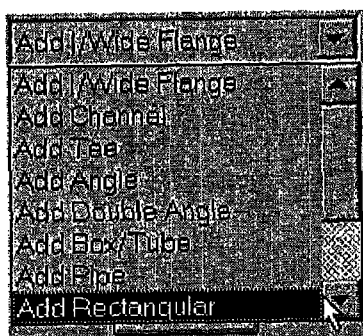 Add I/Wide Flange
Add I/Wide Flange
Add Channel
Add Tee
Add Angle
Add Double Angle
Add Box/Tube
Add Pipe
Add Rectangular